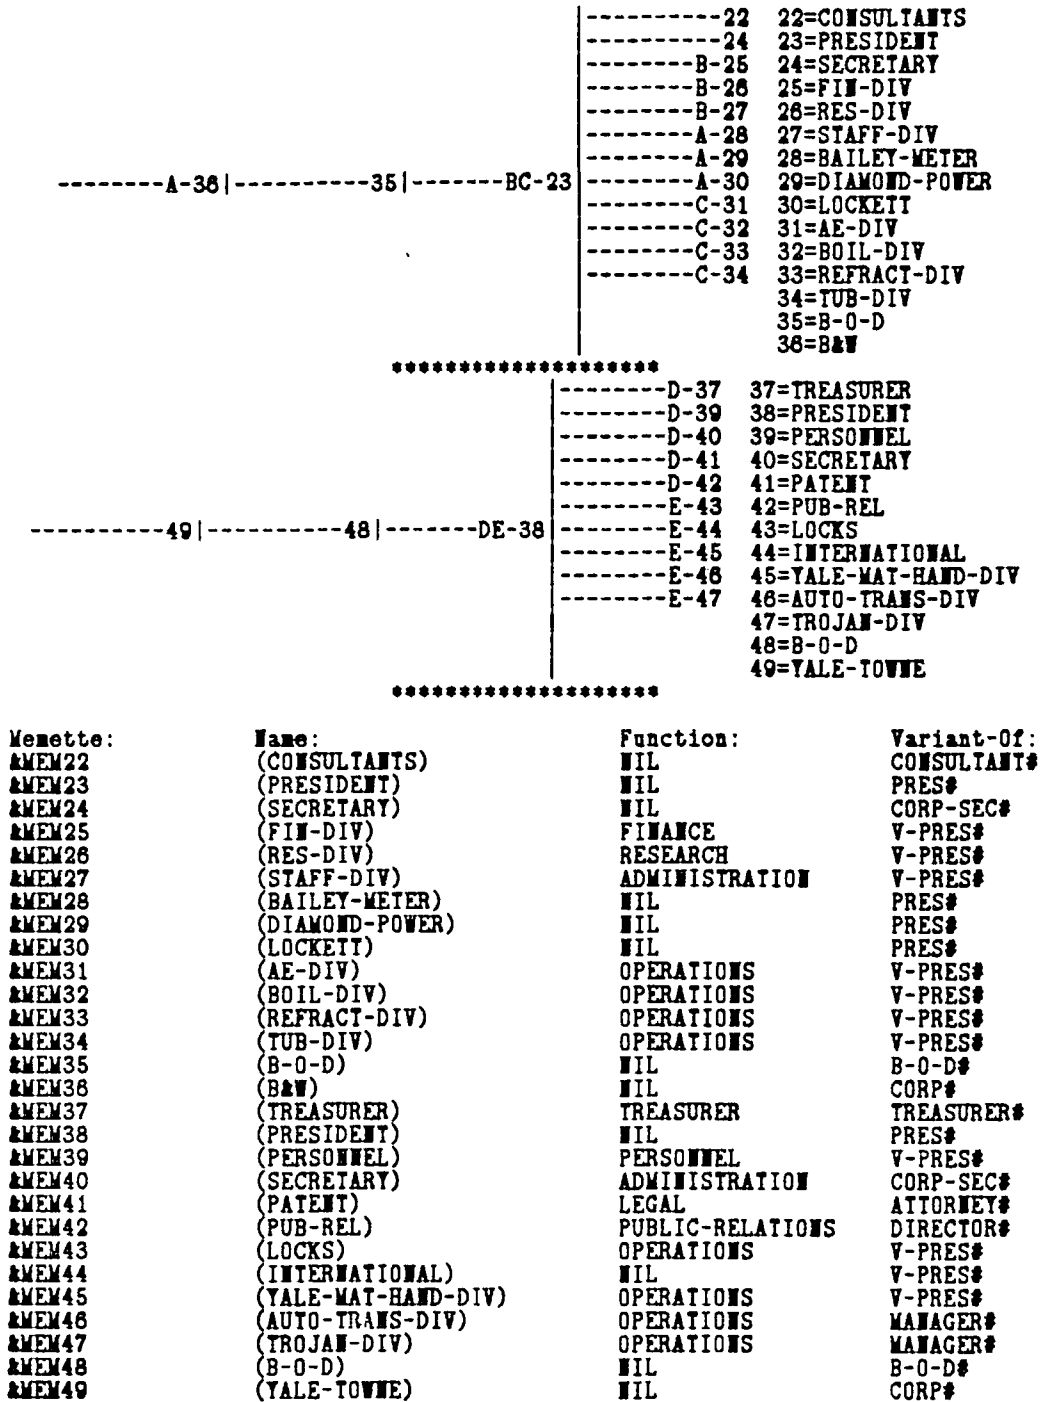 ----------22 22=CONSULTANTS
----------24 23=PRESIDENT
--------B-25 24=SECRETARY
--------B-26 25=FIN-DIV
--------B-27 26=RES-DIV
--------A-28 27=STAFF-DIV
--------A-29 28=BAILEY-METER
--------A-36|----------35|-------BC-23|--------A-30 29=DIAMOND-POWER
--------C-31 30=LOCKETT
--------C-32 31=AE-DIV
--------C-33 32=BOIL-DIV
--------C-34 33=REFRACT-DIV
34=TUB-DIV
35=B-O-D
36=B&W
********************
--------D-37 37=TREASURER
--------D-39 38=PRESIDENT
--------D-40 39=PERSONNEL
--------D-41 40=SECRETARY
--------D-42 41=PATENT
--------E-43 42=PUB-REL
----------49|----------48|-------DE-38|--------E-44 43=LOCKS
--------E-45 44=INTERNATIONAL
--------E-46 45=YALE-MAT-HAND-DIV
--------E-47 46=AUTO-TRANS-DIV
47=TROJAN-DIV
48=B-O-D
49=YALE-TOWNE
********************
Memette: Name: Function: Variant-Of:
&MEM22 (CONSULTANTS) NIL CONSULTANT#
&MEM23 (PRESIDENT) NIL PRES#
&MEM24 (SECRETARY) NIL CORP-SEC#
&MEM25 (FIN-DIV) FINANCE V-PRES#
&MEM26 (RES-DIV) RESEARCH V-PRES#
&MEM27 (STAFF-DIV) ADMINISTRATION V-PRES#
&MEM28 (BAILEY-METER) NIL PRES#
&MEM29 (DIAMOND-POWER) NIL PRES#
&MEM30 (LOCKETT) NIL PRES#
&MEM31 (AE-DIV) OPERATIONS V-PRES#
&MEM32 (BOIL-DIV) OPERATIONS V-PRES#
&MEM33 (REFRACT-DIV) OPERATIONS V-PRES#
&MEM34 (TUB-DIV) OPERATIONS V-PRES#
&MEM35 (B-O-D) NIL B-O-D#
&MEM36 (B&W) NIL CORP#
&MEM37 (TREASURER) TREASURER TREASURER#
&MEM38 (PRESIDENT) NIL PRES#
&MEM39 (PERSONNEL) PERSONNEL V-PRES#
&MEM40 (SECRETARY) ADMINISTRATION CORP-SEC#
&MEM41 (PATENT) LEGAL ATTORNEY#
&MEM42 (PUB-REL) PUBLIC-RELATIONS DIRECTOR#
&MEM43 (LOCKS) OPERATIONS V-PRES#
&MEM44 (INTERNATIONAL) NIL V-PRES#
&MEM45 (YALE-MAT-HAND-DIV) OPERATIONS V-PRES#
&MEM46 (AUTO-TRANS-DIV) OPERATIONS MANAGER#
&MEM47 (TROJAN-DIV) OPERATIONS MANAGER#
&MEM48 (B-O-D) NIL B-O-D#
&MEM49 (YALE-TOWNE) NIL CORP#